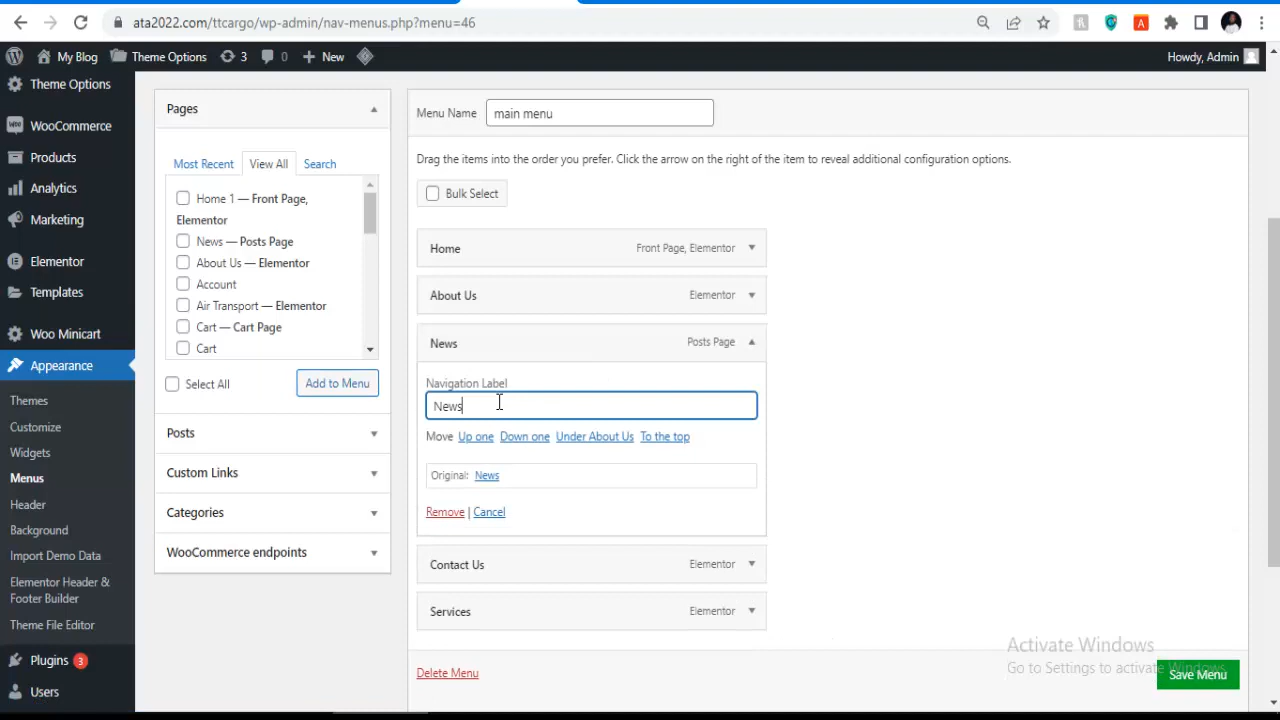 ata2022.com/ttcargo/wp-admin/nav-menus.php?menu=46
My Blog
Theme Options
3
0
New
Howdy, Admin
Theme Options
WooCommerce
Products
Analytics
Marketing
Elementor
Templates
Woo Minicart
Appearance
Themes
Customize
Widgets
Menus
Header
Background
Import Demo Data
Elementor Header &
Footer Builder
Theme File Editor
Plugins 3
Users
Pages
Most Recent View All Search
Home 1 — Front Page,
Elementor
News — Posts Page
About Us — Elementor
Account
Air Transport — Elementor
Cart — Cart Page
Cart
Select All
Add to Menu
Posts
Custom Links
Categories
WooCommerce endpoints
Menu Name main menu
Drag the items into the order you prefer. Click the arrow on the right of the item to reveal additional configuration options.
Bulk Select
Home Front Page, Elementor
About Us Elementor
News Posts Page
Navigation Label
News
Move Up one Down one Under About Us To the top
Original: News
Remove | Cancel
Contact Us Elementor
Services Elementor
Delete Menu
Save Menu
Activate Windows
Go to Settings to activate Windows.